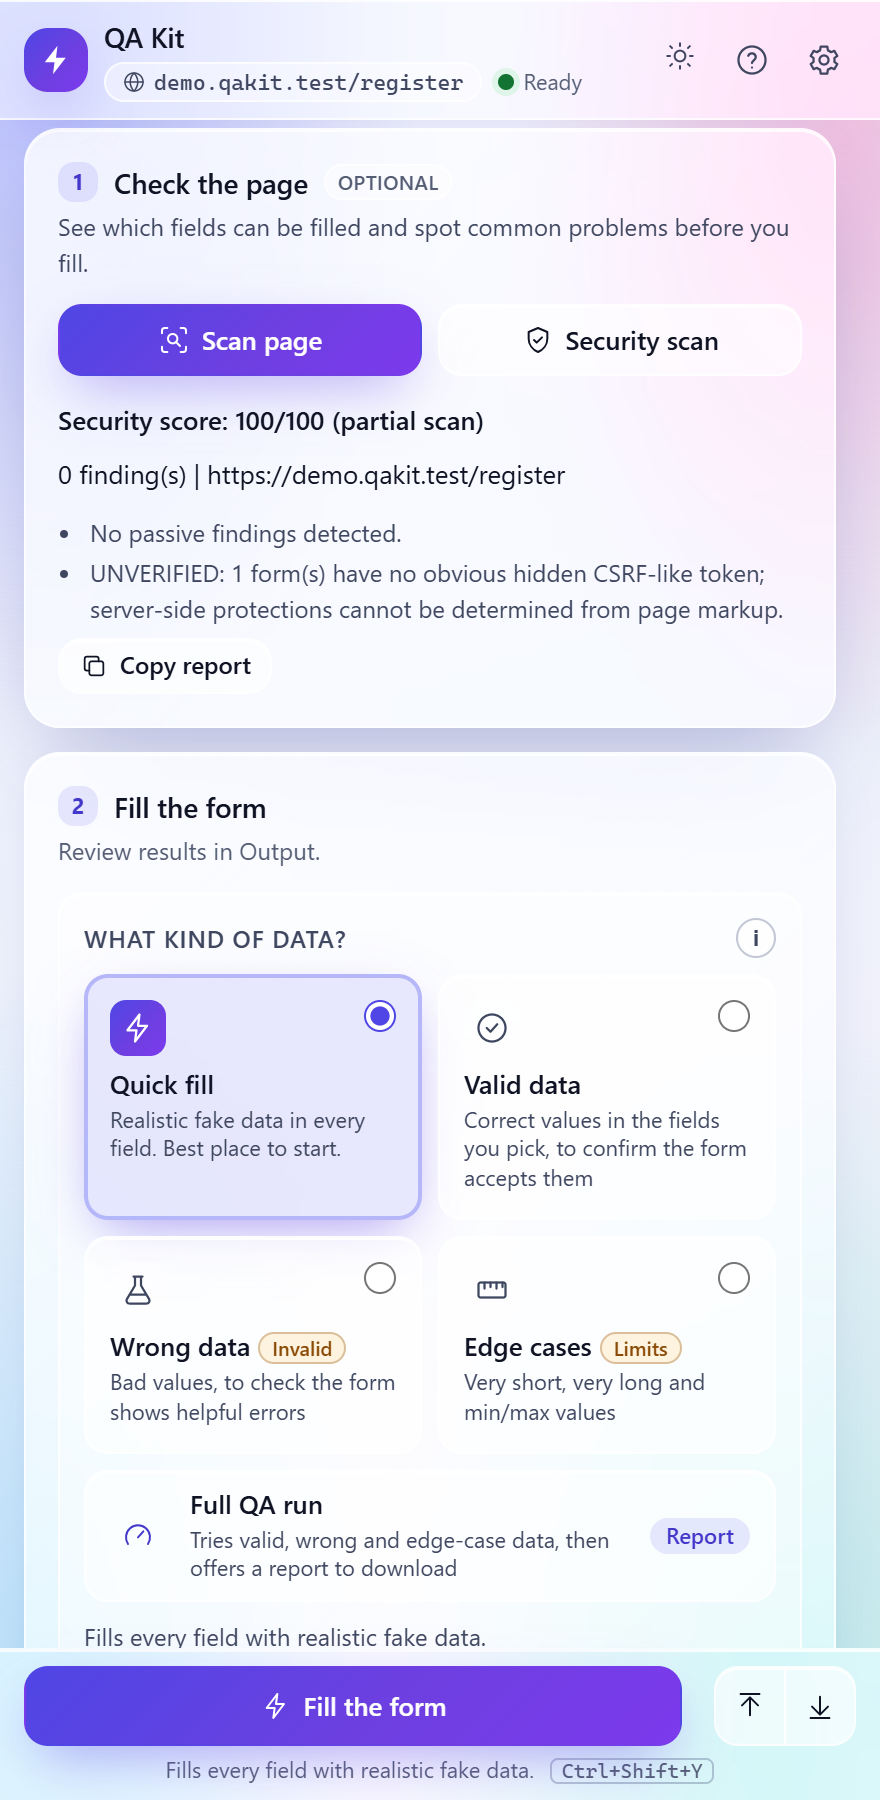 QA Kit
demo.qakit.test/register
Ready
1
Check the page
OPTIONAL
See which fields can be filled and spot common problems before you
fill.
Scan page
Security scan
Security score: 100/100 (partial scan)
0 finding(s) | https://demo.qakit.test/register
• No passive findings detected.
• UNVERIFIED: 1 form(s) have no obvious hidden CSRF-like token;
server-side protections cannot be determined from page markup.
Copy report
2
Fill the form
Review results in Output.
WHAT KIND OF DATA?
i
Quick fill
Realistic fake data in every
field. Best place to start.
Valid data
Correct values in the fields
you pick, to confirm the form
accepts them
Wrong data
Invalid
Bad values, to check the form
shows helpful errors
Edge cases
Limits
Very short, very long and
min/max values
Full QA run
Tries valid, wrong and edge-case data, then
offers a report to download
Report
Fills every field with realistic fake data.
Fill the form
Fills every field with realistic fake data.
Ctrl+Shift+Y